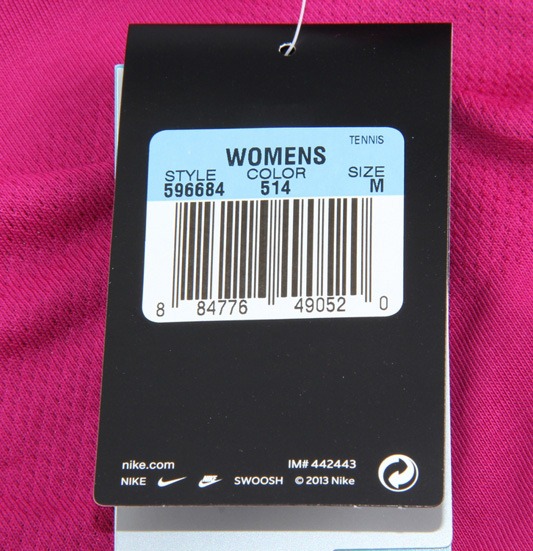 TENNIS
WOMENS
STYLE COLOR SIZE
596684 514 M
8 84776 49052 0
nike.com IM# 442443
NIKE SWOOSH © 2013 Nike